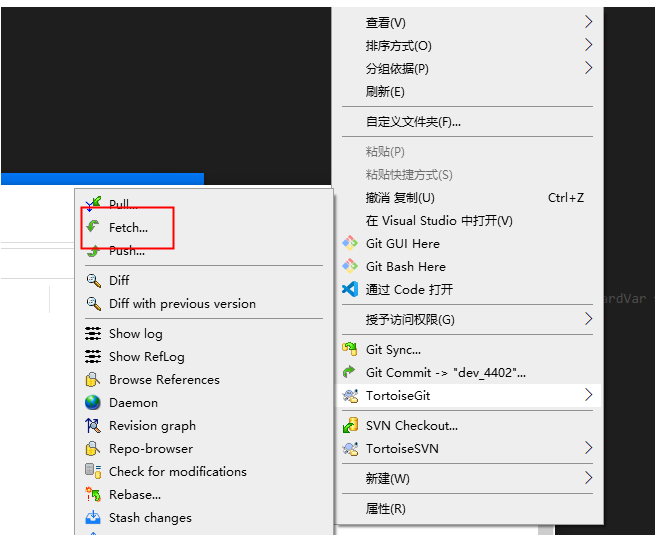 查看(V)
排序方式(O)
分组依据(P)
刷新(E)
自定义文件夹(F)...
粘贴(P)
粘贴快捷方式(S)
撤消 复制(U) Ctrl+Z
在 Visual Studio 中打开(V)
Git GUI Here
Git Bash Here
通过 Code 打开
授予访问权限(G)
Git Sync...
Git Commit -> "dev_4402"...
TortoiseGit
SVN Checkout...
TortoiseSVN
新建(W)
属性(R)
Pull...
Fetch...
Push...
Diff
Diff with previous version
Show log
Show RefLog
Browse References
Daemon
Revision graph
Repo-browser
Check for modifications
Rebase...
Stash changes
ardVar